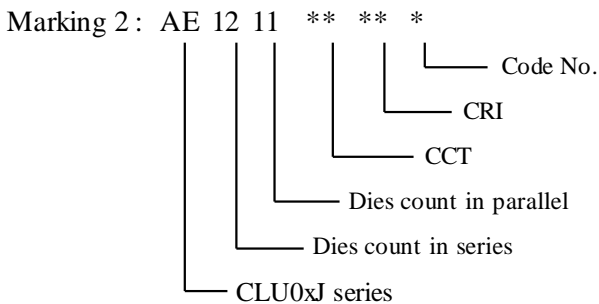 Marking 2 : AE 12 11 ** ** *
Code No.
CRI
CCT
Dies count in parallel
Dies count in series
CLU0xJ series